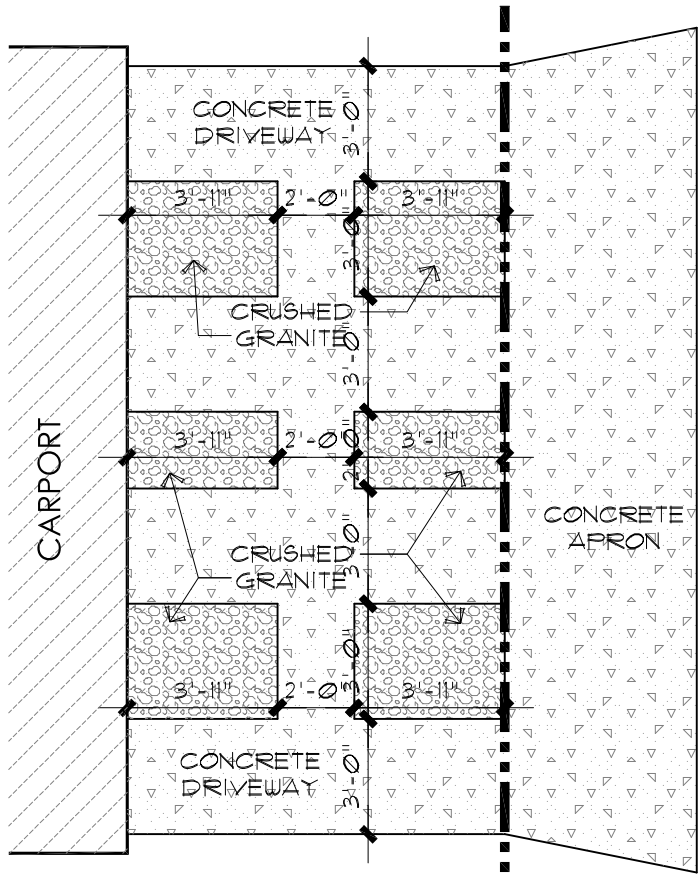 CONCRETE
DRIVEWAY
3'-0"
3'-11"
2'-0"
3'-11"
3'-0"
CRUSHED
GRANITE
3'-0"
CARPORT
3'-11"
2'-0"
3'-11"
CONCRETE
APRON
CRUSHED
GRANITE
3'-0"
3'-0"
3'-11"
2'-0"
3'-11"
CONCRETE
DRIVEWAY
3'-0"